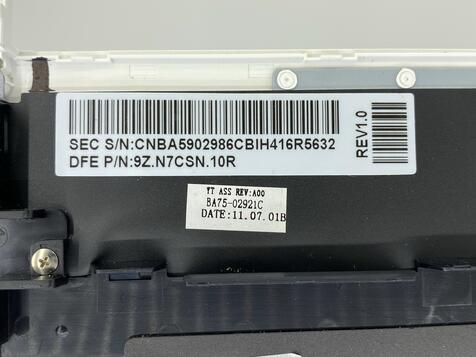 SEC S/N:CNBA5902986CBIH416R5632
DFE P/N:9Z.N7CSN.10R
REV1.0
YT ASS REV:A00
BA75-02921C
DATE:11.07.01B